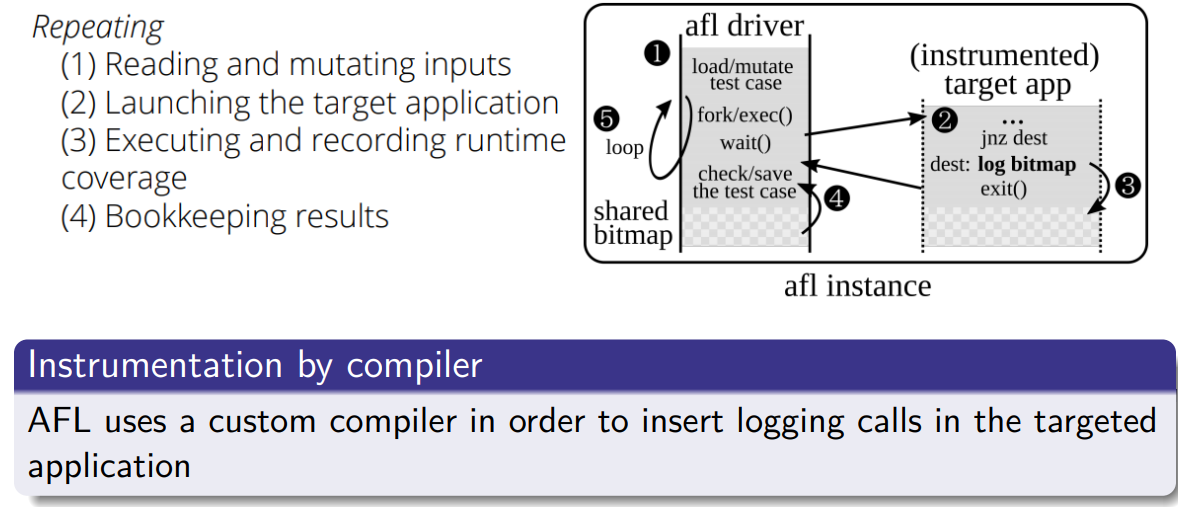 Repeating
(1) Reading and mutating inputs
(2) Launching the target application
(3) Executing and recording runtime
coverage
(4) Bookkeeping results
afl driver
❶
load/mutate
test case
fork/exec()
wait()
check/save
the test case
❺
loop
shared
bitmap
❹
(instrumented)
target app
❷
...
jnz dest
dest: log bitmap
exit()
❸
afl instance
Instrumentation by compiler
AFL uses a custom compiler in order to insert logging calls in the targeted
application